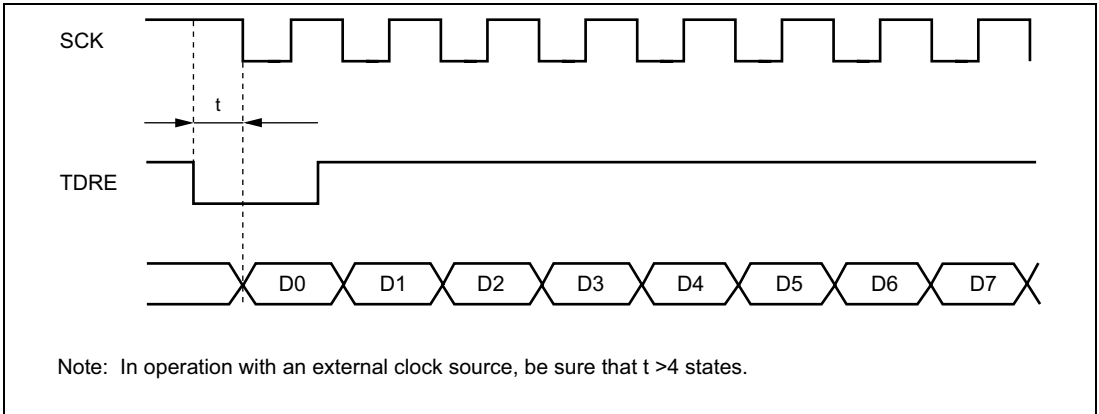 SCK
t
TDRE
D0 D1 D2 D3 D4 D5 D6 D7
Note: In operation with an external clock source, be sure that t >4 states.